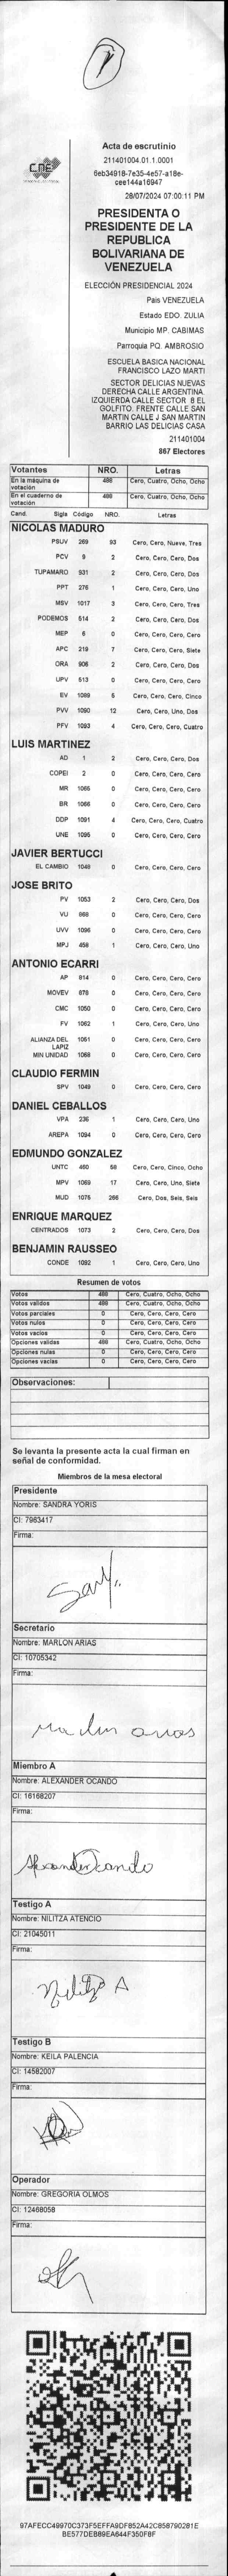 CNE
Acta de escrutinio
211401004.01.1.0001
6eb34918-7e35-4e57-a18e-
cee144a16947
28/07/2024 07:00:11 PM
PRESIDENTA O
PRESIDENTE DE LA
REPUBLICA
BOLIVARIANA DE
VENEZUELA
ELECCIÓN PRESIDENCIAL 2024
Pais VENEZUELA
Estado EDO. ZULIA
Municipio MP. CABIMAS
Parroquia PQ. AMBROSIO
ESCUELA BASICA NACIONAL
FRANCISCO LAZO MARTI
SECTOR DELICIAS NUEVAS
DERECHA CALLE ARGENTINA.
IZQUIERDA CALLE SECTOR B EL
GOLFITO. FRENTE CALLE SAN
MARTIN CALLE J SAN MARTIN
BARRIO LAS DELICIAS CASA
211401004
867 Electores
Votantes NRO. Letras
En la máquina de votación 488 Cero, Cuatro, Ocho, Ocho
En el cuaderno de votación 488 Cero, Cuatro, Ocho, Ocho
Cand. Sigla Código NRO. Letras
NICOLAS MADURO
PSUV 269 93 Cero, Cero, Nueve, Tres
PCV 9 2 Cero, Cero, Cero, Dos
TUPAMARO 931 2 Cero, Cero, Cero, Dos
PPT 276 1 Cero, Cero, Cero, Uno
MSV 1017 3 Cero, Cero, Cero, Tres
PODEMOS 514 2 Cero, Cero, Cero, Dos
MEP 6 0 Cero, Cero, Cero, Cero
APC 219 7 Cero, Cero, Cero, Siete
ORA 906 2 Cero, Cero, Cero, Dos
UPV 513 0 Cero, Cero, Cero, Cero
EV 1089 5 Cero, Cero, Cero, Cinco
PVV 1090 12 Cero, Cero, Uno, Dos
PFV 1093 4 Cero, Cero, Cero, Cuatro
LUIS MARTINEZ
AD 1 2 Cero, Cero, Cero, Dos
COPEI 2 0 Cero, Cero, Cero, Cero
MR 1065 0 Cero, Cero, Cero, Cero
BR 1066 0 Cero, Cero, Cero, Cero
DDP 1091 4 Cero, Cero, Cero, Cuatro
UNE 1095 0 Cero, Cero, Cero, Cero
JAVIER BERTUCCI
EL CAMBIO 1048 0 Cero, Cero, Cero, Cero
JOSE BRITO
PV 1053 2 Cero, Cero, Cero, Dos
VU 868 0 Cero, Cero, Cero, Cero
UVV 1096 0 Cero, Cero, Cero, Cero
MPJ 458 1 Cero, Cero, Cero, Uno
ANTONIO ECARRI
AP 814 0 Cero, Cero, Cero, Cero
MOVEV 878 0 Cero, Cero, Cero, Cero
CMC 1050 0 Cero, Cero, Cero, Cero
FV 1062 1 Cero, Cero, Cero, Uno
ALIANZA DEL LAPIZ 1051 0 Cero, Cero, Cero, Cero
MIN UNIDAD 1068 0 Cero, Cero, Cero, Cero
CLAUDIO FERMIN
SPV 1049 0 Cero, Cero, Cero, Cero
DANIEL CEBALLOS
VPA 236 1 Cero, Cero, Cero, Uno
AREPA 1094 0 Cero, Cero, Cero, Cero
EDMUNDO GONZALEZ
UNTC 460 58 Cero, Cero, Cinco, Ocho
MPV 1069 17 Cero, Cero, Uno, Siete
MUD 1075 266 Cero, Dos, Seis, Seis
ENRIQUE MARQUEZ
CENTRADOS 1073 2 Cero, Cero, Cero, Dos
BENJAMIN RAUSSEO
CONDE 1092 1 Cero, Cero, Cero, Uno
Resumen de votos
Votos 488 Cero, Cuatro, Ocho, Ocho
Votos validos 488 Cero, Cuatro, Ocho, Ocho
Votos parciales 0 Cero, Cero, Cero, Cero
Votos nulos 0 Cero, Cero, Cero, Cero
Votos vacios 0 Cero, Cero, Cero, Cero
Opciones validas 488 Cero, Cuatro, Ocho, Ocho
Opciones nulas 0 Cero, Cero, Cero, Cero
Opciones vacias 0 Cero, Cero, Cero, Cero
Observaciones:
Se levanta la presente acta la cual firman en
señal de conformidad.
Miembros de la mesa electoral
Presidente
Nombre: SANDRA YORIS
CI: 7963417
Firma:
Secretario
Nombre: MARLON ARIAS
CI: 10705342
Firma:
Marlon arias
Miembro A
Nombre: ALEXANDER OCANDO
CI: 16168207
Firma:
Alexander Ocando
Testigo A
Nombre: NILITZA ATENCIO
CI: 21045011
Firma:
Nilitza A
Testigo B
Nombre: KEILA PALENCIA
CI: 14582007
Firma:
Operador
Nombre: GREGORIA OLMOS
CI: 12468058
Firma:
97AFECC49970C373F5EFFA9DF852A42C858790281E
BE577DEB89EA644F350F8F